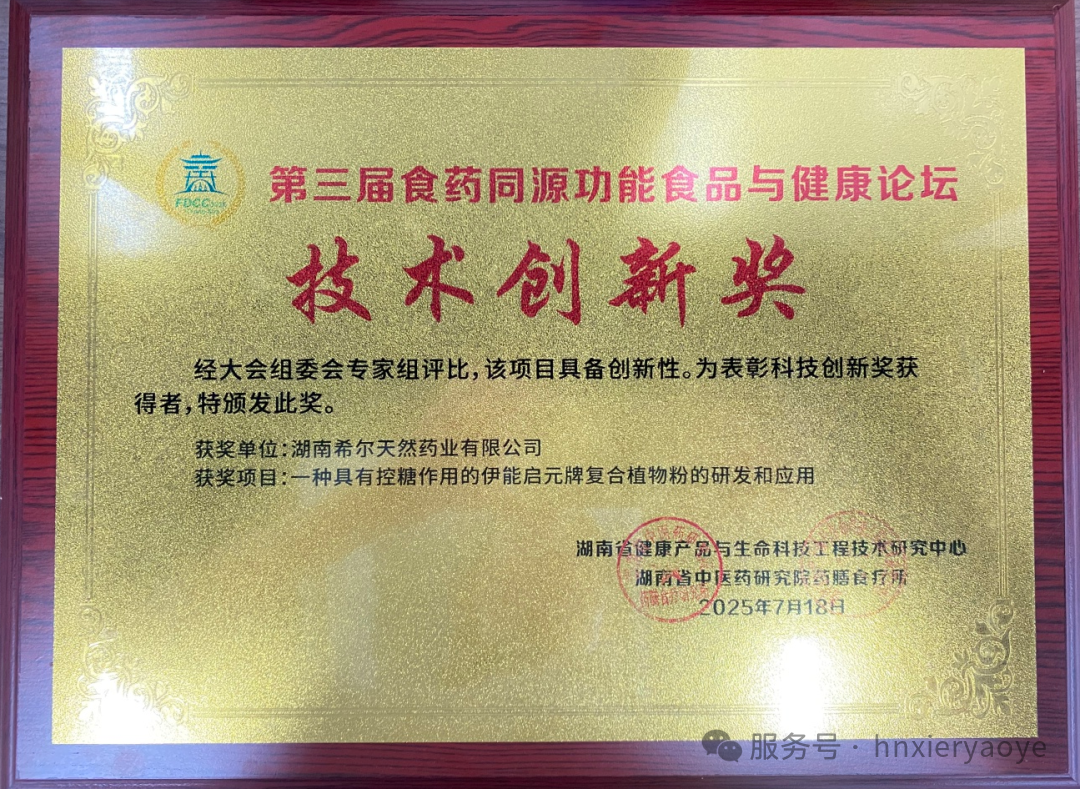 FDCC
第三届食药同源功能食品与健康论坛
技术创新奖
经大会组委会专家组评比，该项目具备创新性。为表彰科技创新奖获
得者，特颁发此奖。
获奖单位：湖南希尔天然药业有限公司
获奖项目：一种具有控糖作用的伊能启元牌复合植物粉的研发和应用
湖南省健康产品与生命科技工程技术研究中心
湖南省中医药研究院药膳食疗所
2025年7月18日
服务号 · hnxieryaoye